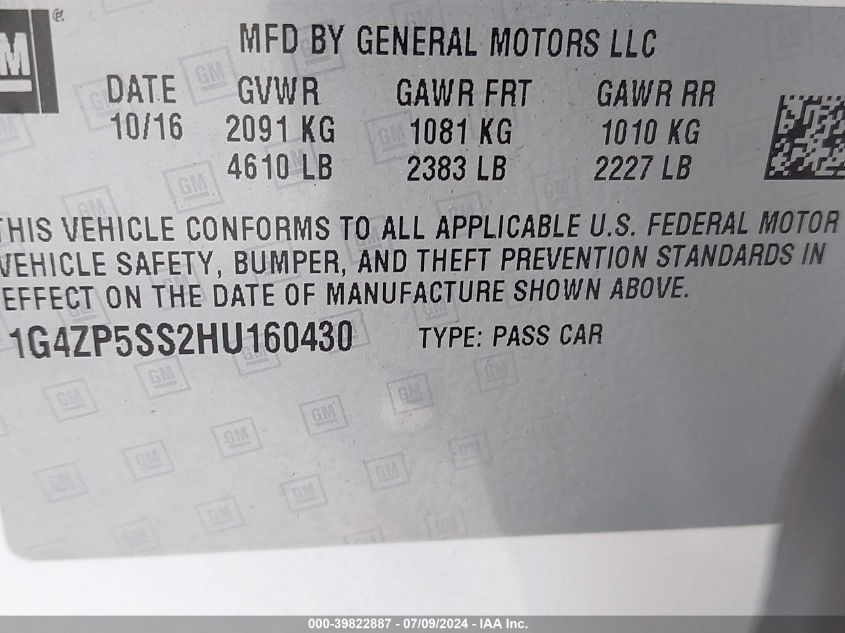 GM ®
MFD BY GENERAL MOTORS LLC
DATE GVWR GAWR FRT GAWR RR
10/16 2091 KG 1081 KG 1010 KG
4610 LB 2383 LB 2227 LB
THIS VEHICLE CONFORMS TO ALL APPLICABLE U.S. FEDERAL MOTOR
VEHICLE SAFETY, BUMPER, AND THEFT PREVENTION STANDARDS IN
EFFECT ON THE DATE OF MANUFACTURE SHOWN ABOVE.
1G4ZP5SS2HU160430 TYPE: PASS CAR
000-39822887 - 07/09/2024 - IAA Inc.